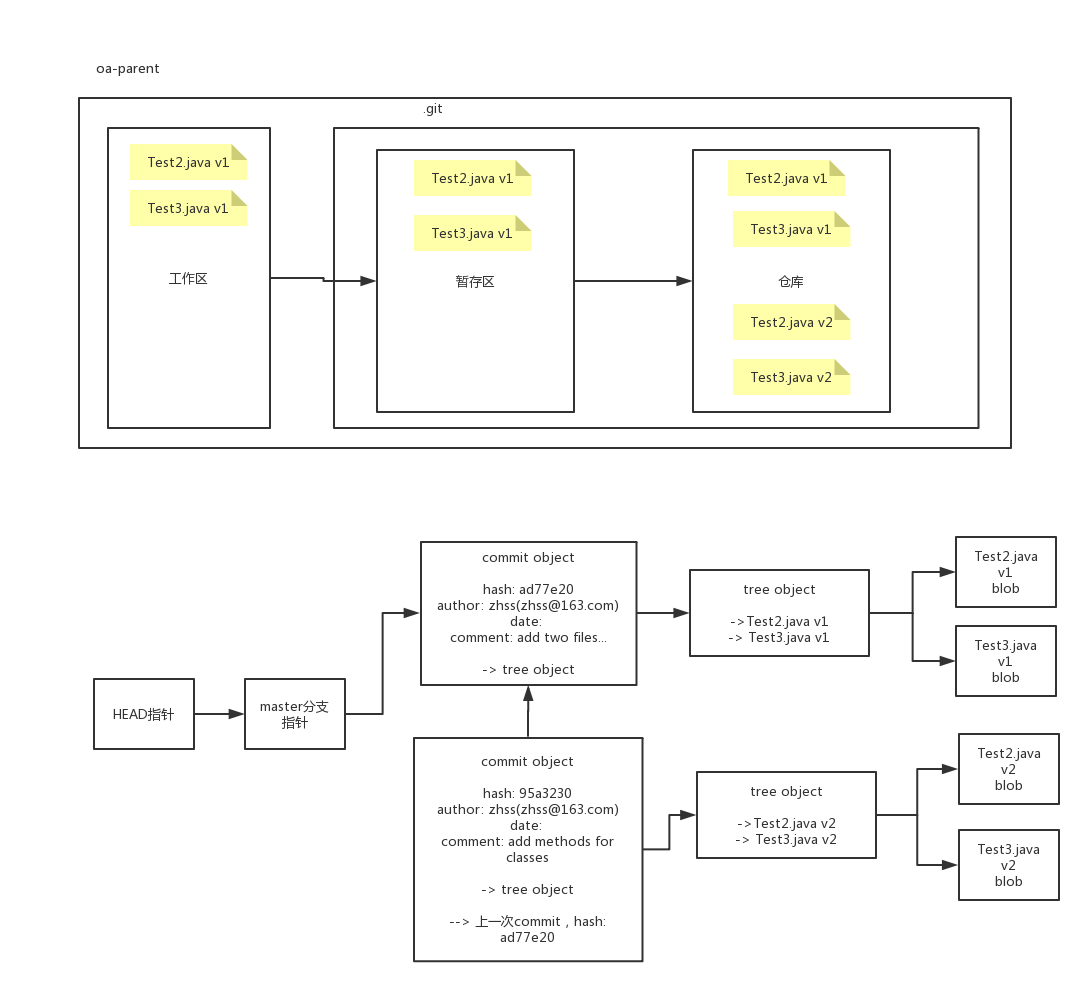 oa-parent
.git
Test2.java v1
Test3.java v1
工作区
Test2.java v1
Test3.java v1
暂存区
Test2.java v1
Test3.java v1
仓库
Test2.java v2
Test3.java v2
commit object
hash: ad77e20
author: zhss(zhss@163.com)
date:
comment: add two files...
-> tree object
tree object
->Test2.java v1
-> Test3.java v1
Test2.java
v1
blob
Test3.java
v1
blob
HEAD指针
master分支
指针
commit object
hash: 95a3230
author: zhss(zhss@163.com)
date:
comment: add methods for
classes
-> tree object
--> 上一次commit，hash:
ad77e20
tree object
->Test2.java v2
-> Test3.java v2
Test2.java
v2
blob
Test3.java
v2
blob